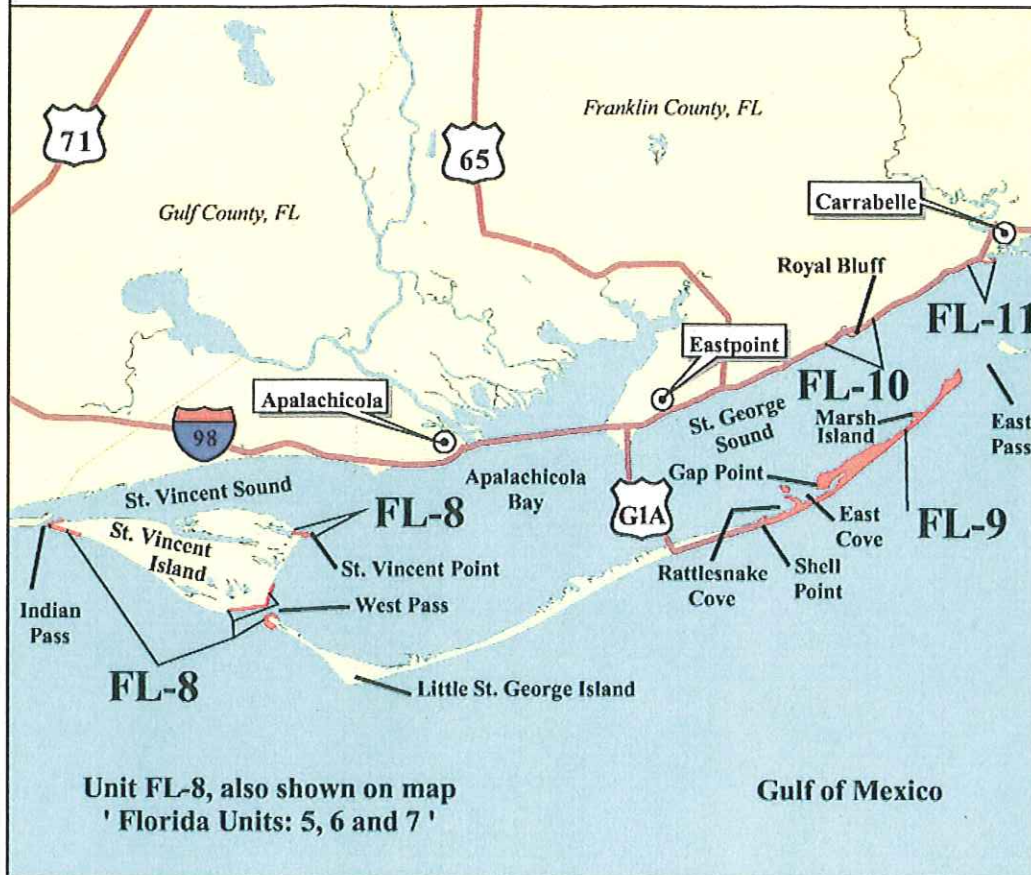 71
65
Franklin County, FL
Gulf County, FL
Carrabelle
Royal Bluff
FL-11
Eastpoint
FL-10
Apalachicola
98
St. George
Sound
Marsh
Island
East
Pass
St. Vincent Sound
Apalachicola
Bay
Gap Point
FL-8
G1A
East
Cove
FL-9
St. Vincent
Island
St. Vincent Point
Rattlesnake
Cove
Shell
Point
Indian
Pass
West Pass
FL-8
Little St. George Island
Unit FL-8, also shown on map
' Florida Units: 5, 6 and 7 '
Gulf of Mexico